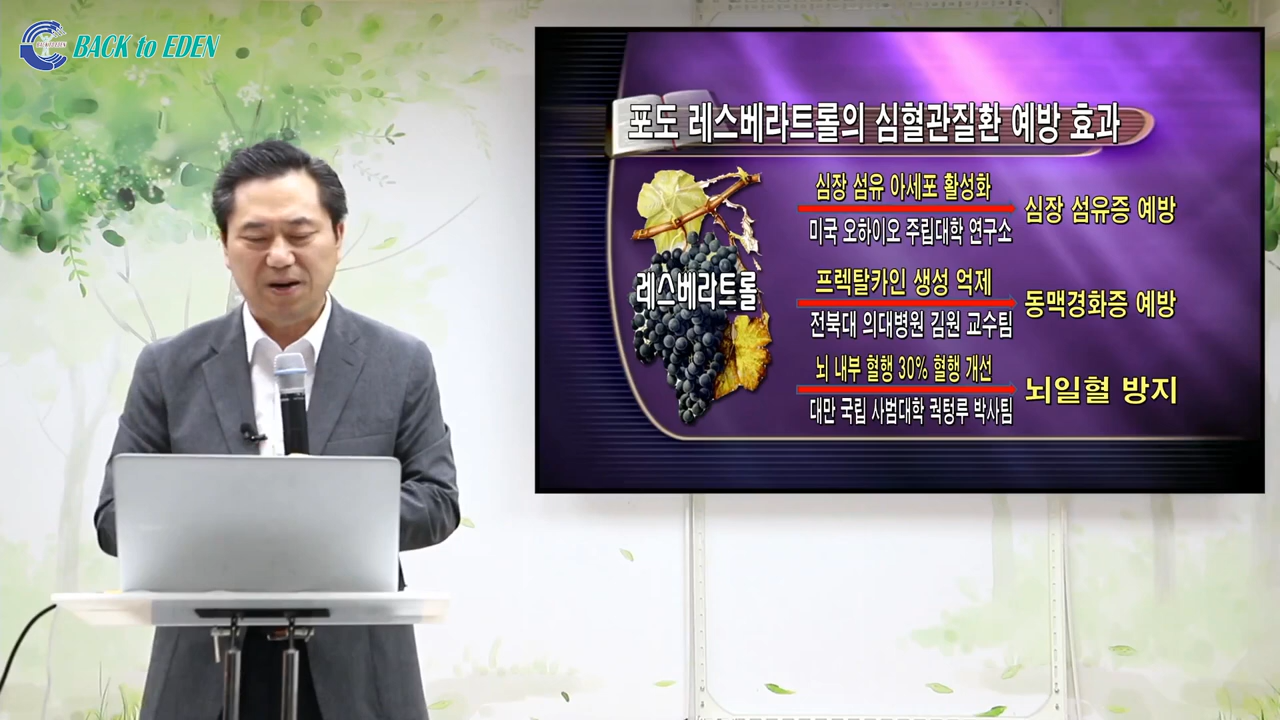 BACK to EDEN
포도 레스베라트롤의 심혈관질환 예방 효과
레스베라트롤
심장 섬유 아세포 활성화
미국 오하이오 주립대학 연구소
심장 섬유증 예방
프렉탈카인 생성 억제
전북대 의대병원 김원 교수팀
동맥경화증 예방
뇌 내부 혈행 30% 혈행 개선
대만 국립 사범대학 궉텅루 박사팀
뇌일혈 방지